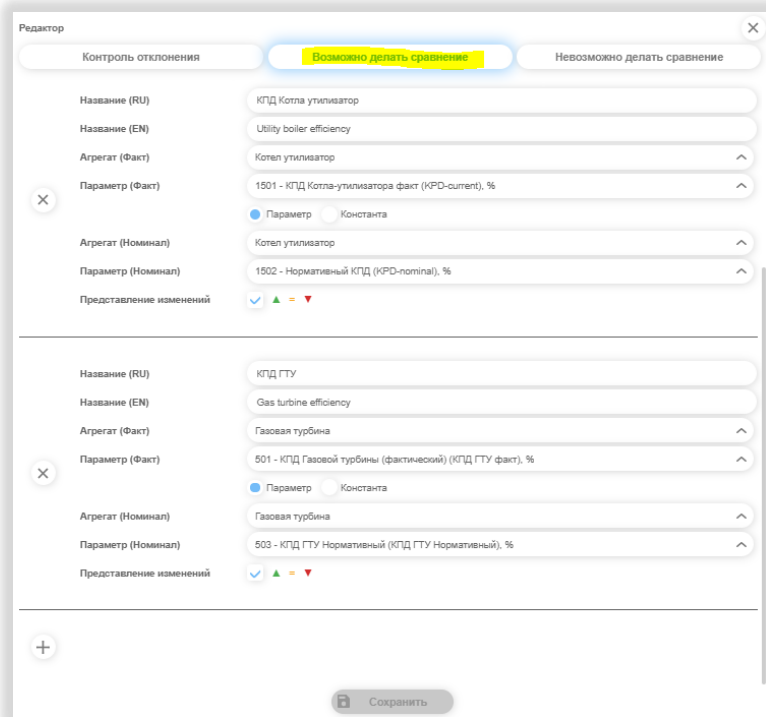 Редактор
Контроль отклонения Возможно делать сравнение Невозможно делать сравнение
Название (RU) КПД Котла утилизатор
Название (EN) Utility boiler efficiency
Агрегат (Факт) Котел утилизатор
Параметр (Факт) 1501 - КПД Котла-утилизатора факт (KPD-current), %
Параметр Константа
Агрегат (Номинал) Котел утилизатор
Параметр (Номинал) 1502 - Нормативный КПД (KPD-nominal), %
Представление изменений ▲ = ▼
Название (RU) КПД ГТУ
Название (EN) Gas turbine efficiency
Агрегат (Факт) Газовая турбина
Параметр (Факт) 501 - КПД Газовой турбины (фактический) (КПД ГТУ факт), %
Параметр Константа
Агрегат (Номинал) Газовая турбина
Параметр (Номинал) 503 - КПД ГТУ Нормативный (КПД ГТУ Нормативный), %
Представление изменений ▲ = ▼
Сохранить